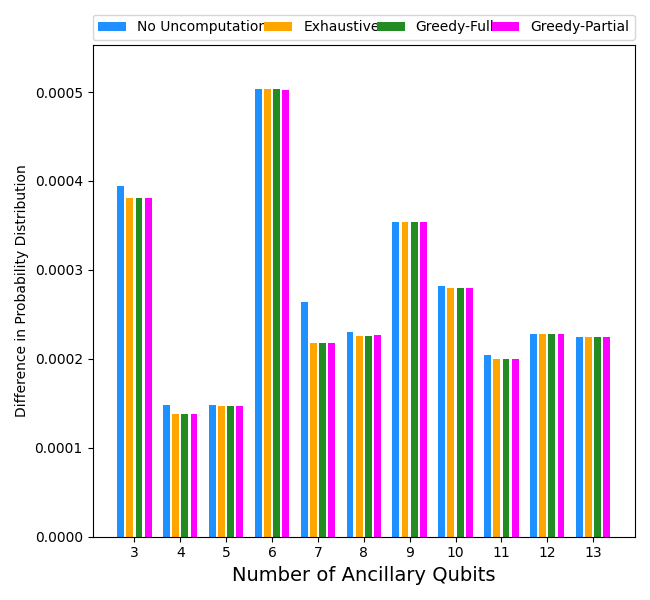 No Uncomputation Exhaustive Greedy-Full Greedy-Partial
Difference in Probability Distribution
0.0005
0.0004
0.0003
0.0002
0.0001
0.0000
3 4 5 6 7 8 9 10 11 12 13
Number of Ancillary Qubits